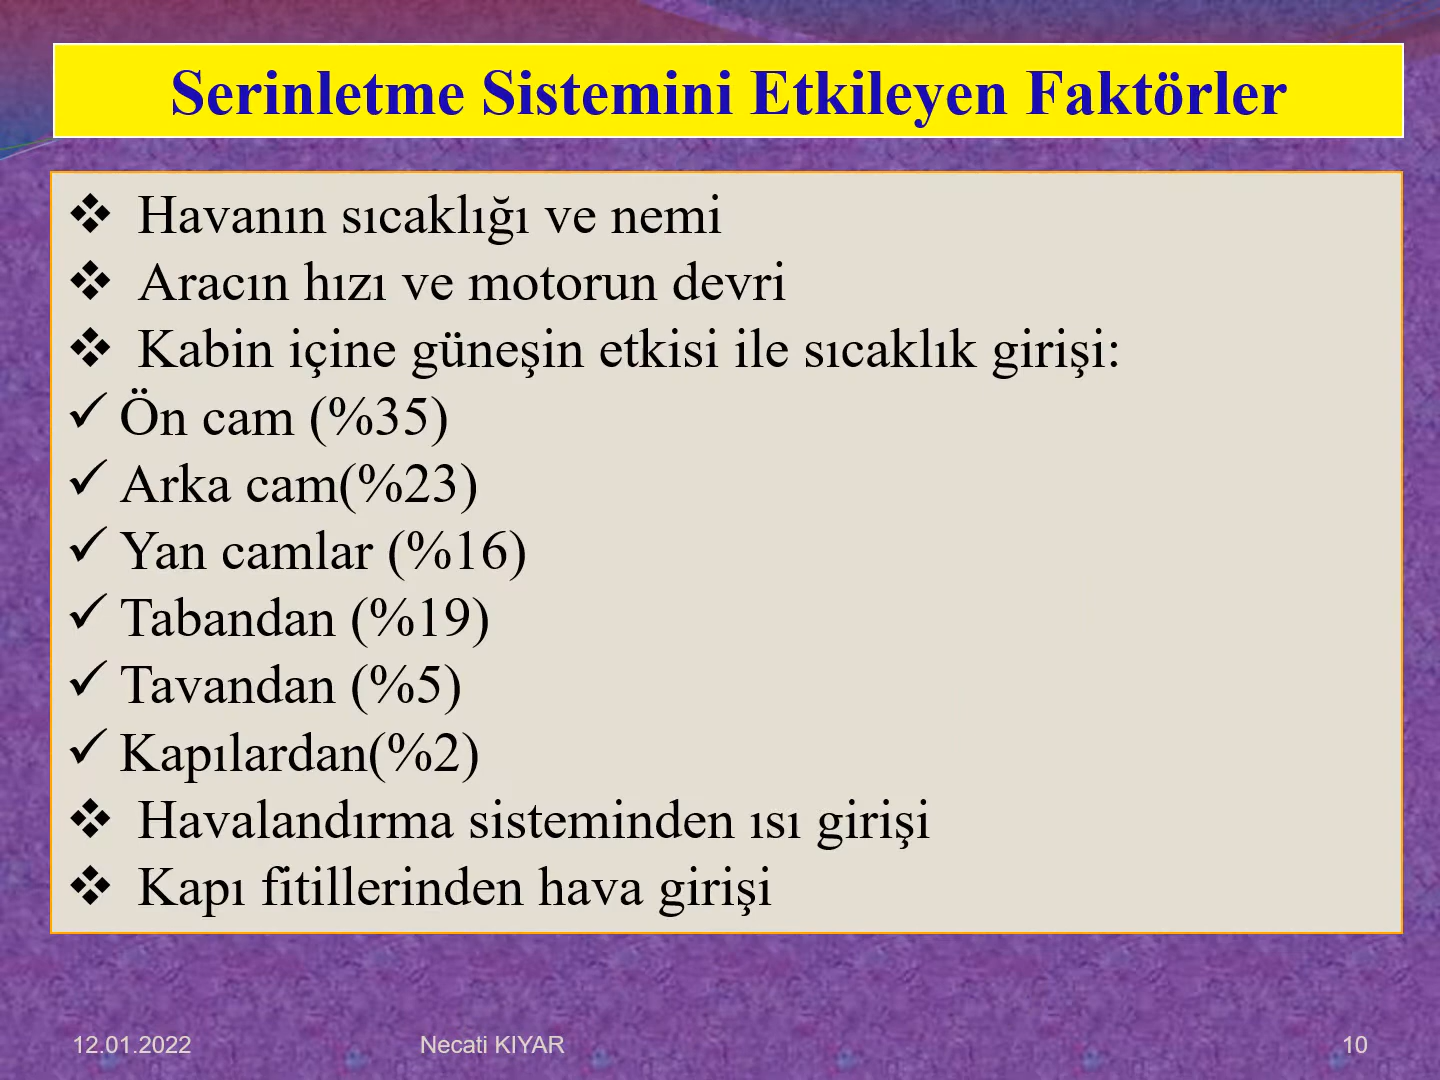 Serinletme Sistemini Etkileyen Faktörler
❖ Havanın sıcaklığı ve nemi
❖ Aracın hızı ve motorun devri
❖ Kabin içine güneşin etkisi ile sıcaklık girişi:
✓ Ön cam (%35)
✓ Arka cam(%23)
✓ Yan camlar (%16)
✓ Tabandan (%19)
✓ Tavandan (%5)
✓ Kapılardan(%2)
❖ Havalandırma sisteminden ısı girişi
❖ Kapı fitillerinden hava girişi
12.01.2022 Necati KIYAR 10